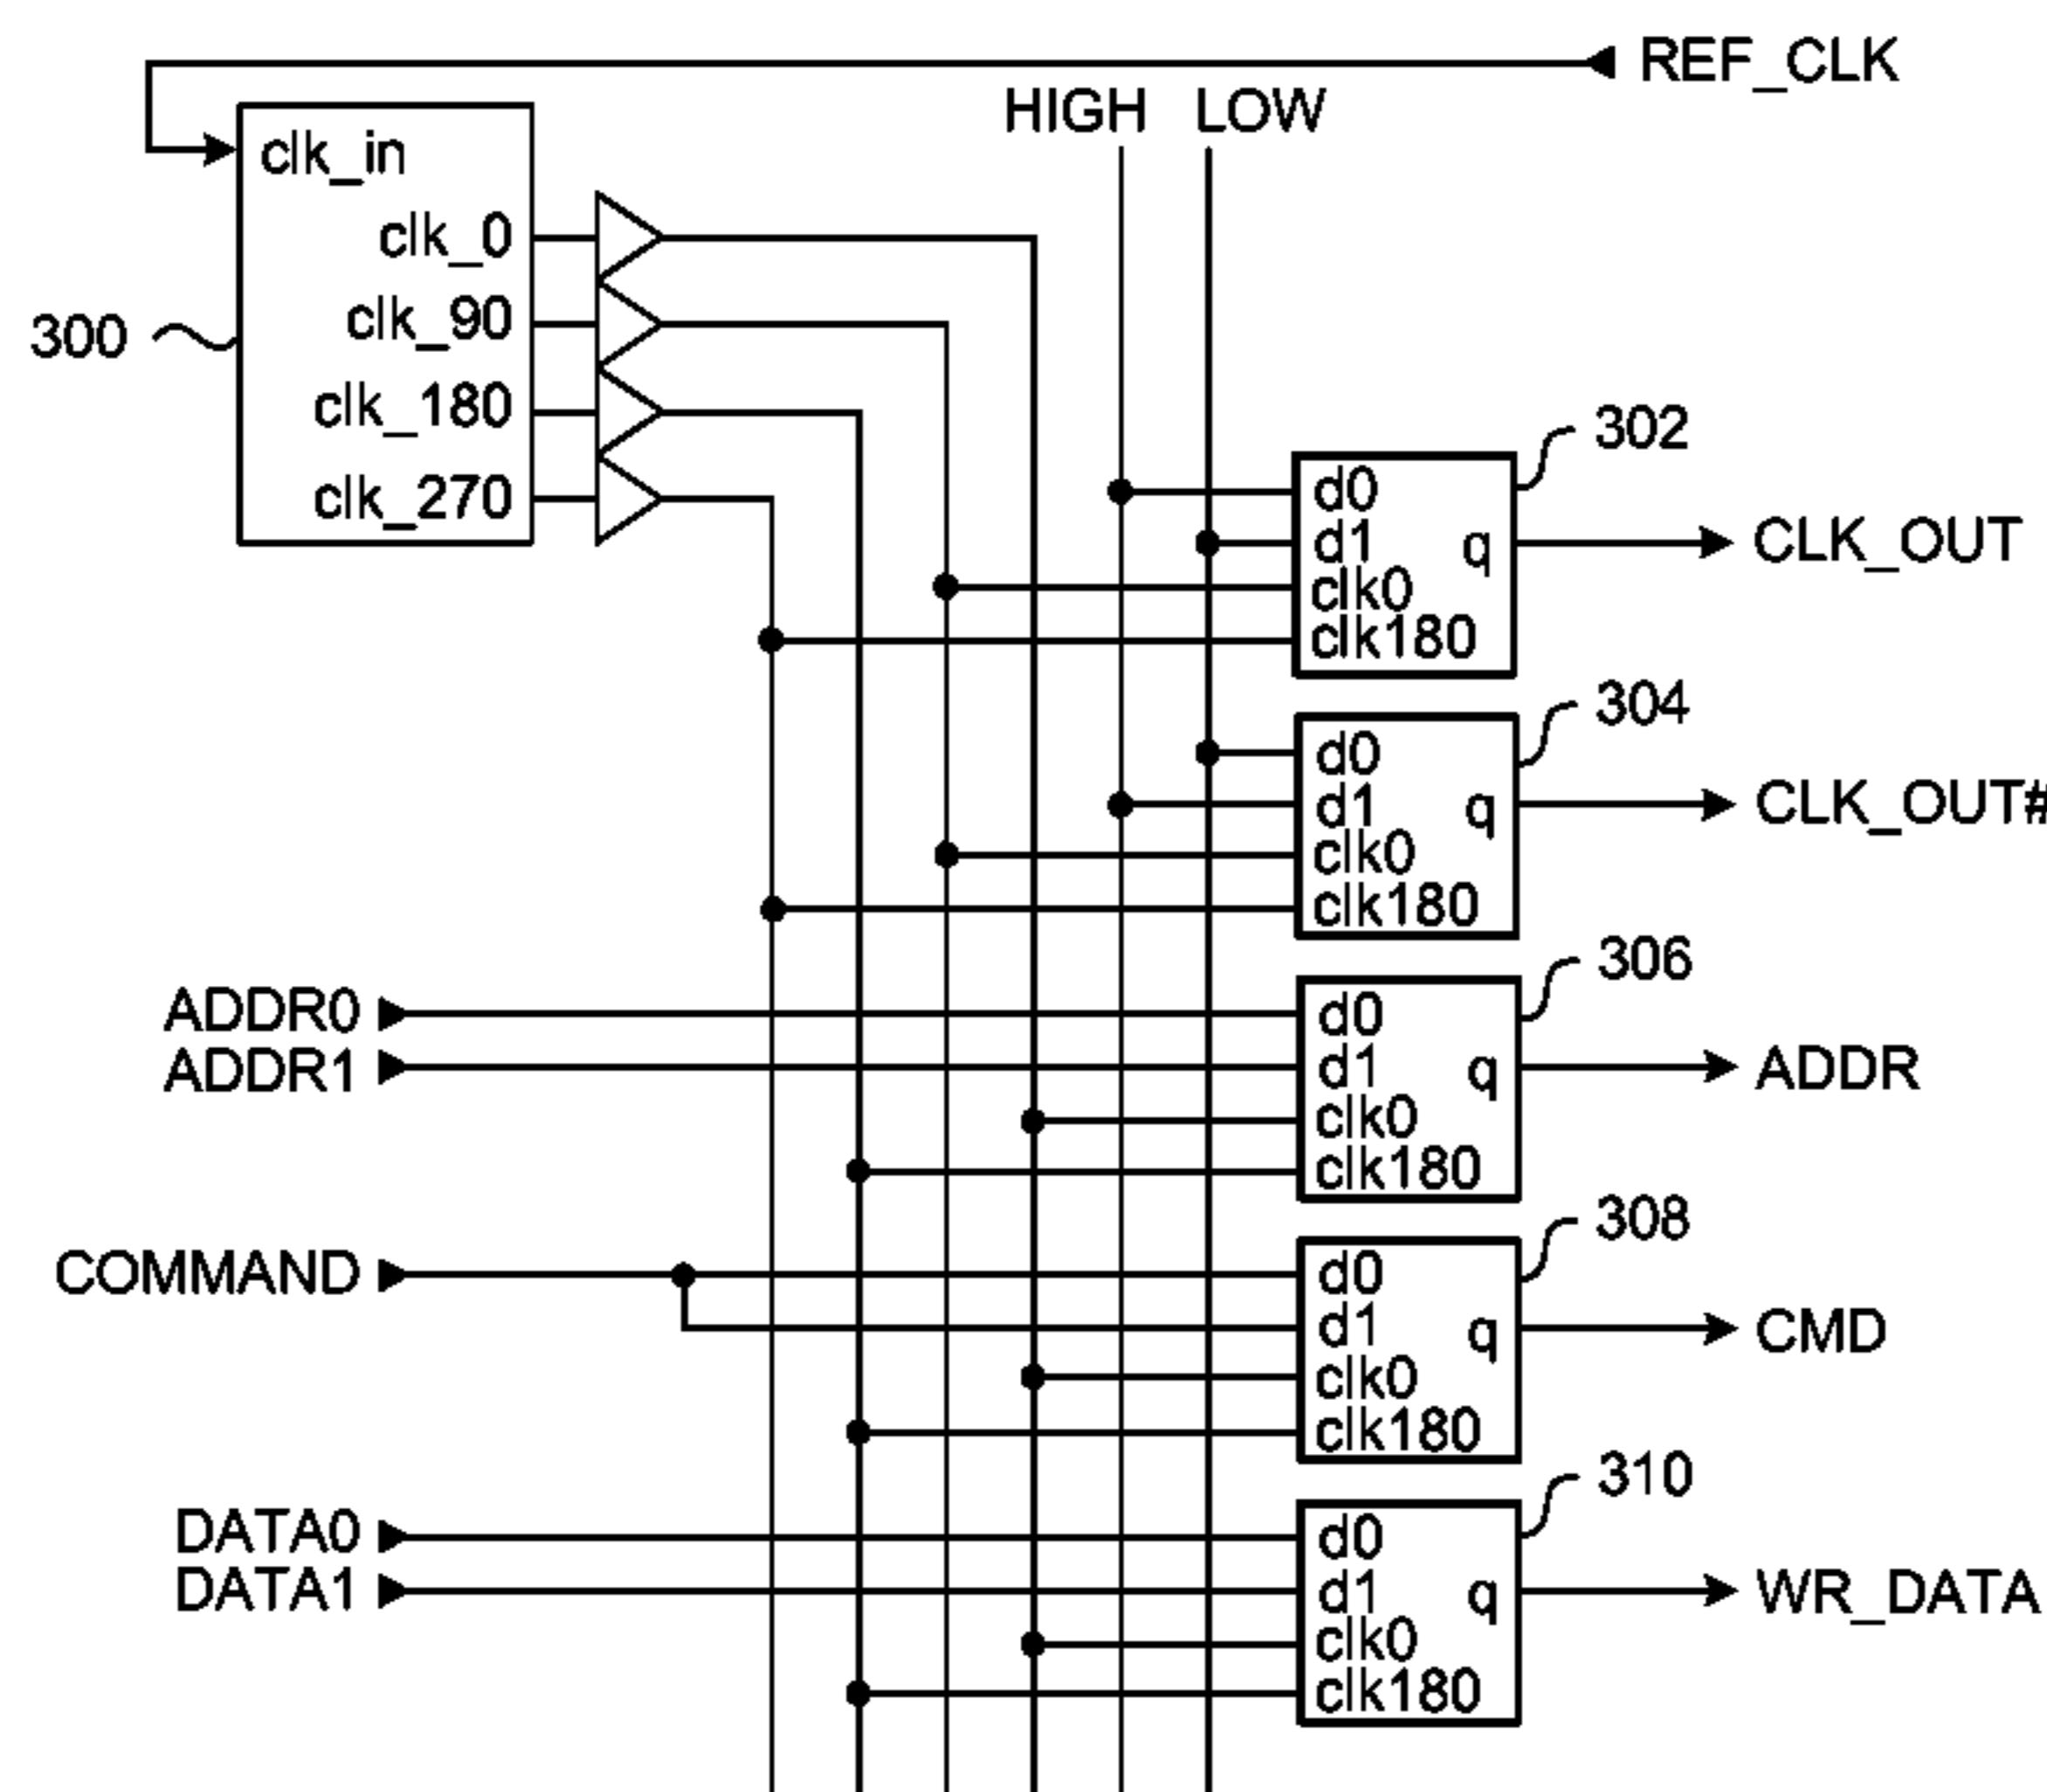 REF_CLK
HIGH LOW
clk_in
clk_0
clk_90
300
clk_180
clk_270
302
d0
d1
q
CLK_OUT
clk0
clk180
304
d0
d1
q
CLK_OUT#
clk0
clk180
306
ADDR0
d0
ADDR1
d1
q
ADDR
clk0
clk180
308
COMMAND
d0
d1
q
CMD
clk0
clk180
310
DATA0
d0
DATA1
d1
q
WR_DATA
clk0
clk180